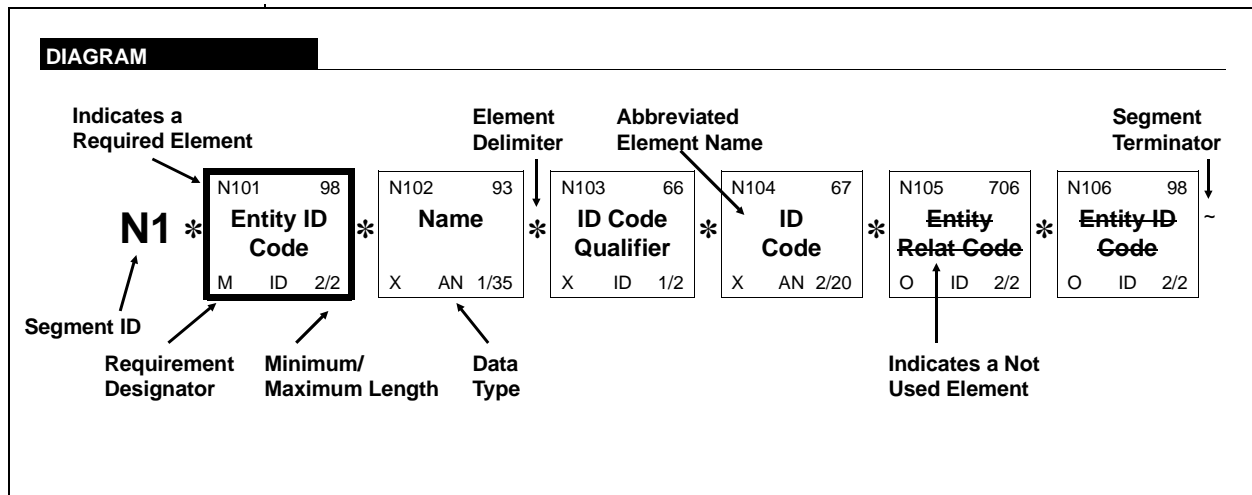 DIAGRAM
Indicates a
Required Element
Element
Delimiter
Abbreviated
Element Name
Segment
Terminator
N1
*
N101 98
Entity ID
Code
M ID 2/2
*
N102 93
Name
X AN 1/35
*
N103 66
ID Code
Qualifier
X ID 1/2
*
N104 67
ID
Code
X AN 2/20
*
N105 706
Entity
Relat Code
O ID 2/2
*
N106 98
Entity ID
Code
O ID 2/2
~
Segment ID
Requirement
Designator
Minimum/
Maximum Length
Data
Type
Indicates a Not
Used Element